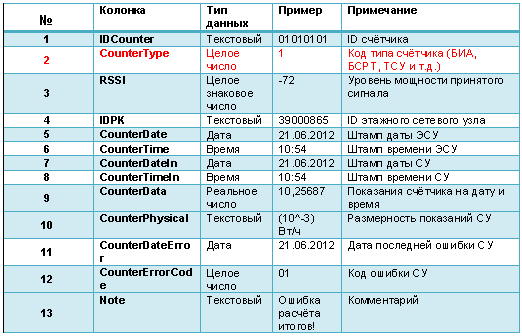 № Колонка Тип данных Пример Примечание
1 IDCounter Текстовый 01010101 ID счётчика
2 CounterType Целое число 1 Код типа счётчика (БИА, БСРТ, ТСУ и т.д.)
3 RSSI Целое знаковое число -72 Уровень мощности принятого сигнала
4 IDPK Текстовый 39000865 ID этажного сетевого узла
5 CounterDate Дата 21.06.2012 Штамп даты ЭСУ
6 CounterTime Время 10:54 Штамп времени ЭСУ
7 CounterDateIn Дата 21.06.2012 Штамп даты СУ
8 CounterTimeIn Время 10:54 Штамп времени СУ
9 CounterData Реальное число 10,25687 Показания счётчика на дату и время
10 CounterPhysical Текстовый (10^-3) Вт/ч Размерность показаний СУ
11 CounterDateError Дата 21.06.2012 Дата последней ошибки СУ
12 CounterErrorCode Целое число 01 Код ошибки СУ
13 Note Текстовый Ошибка расчёта итогов! Комментарий